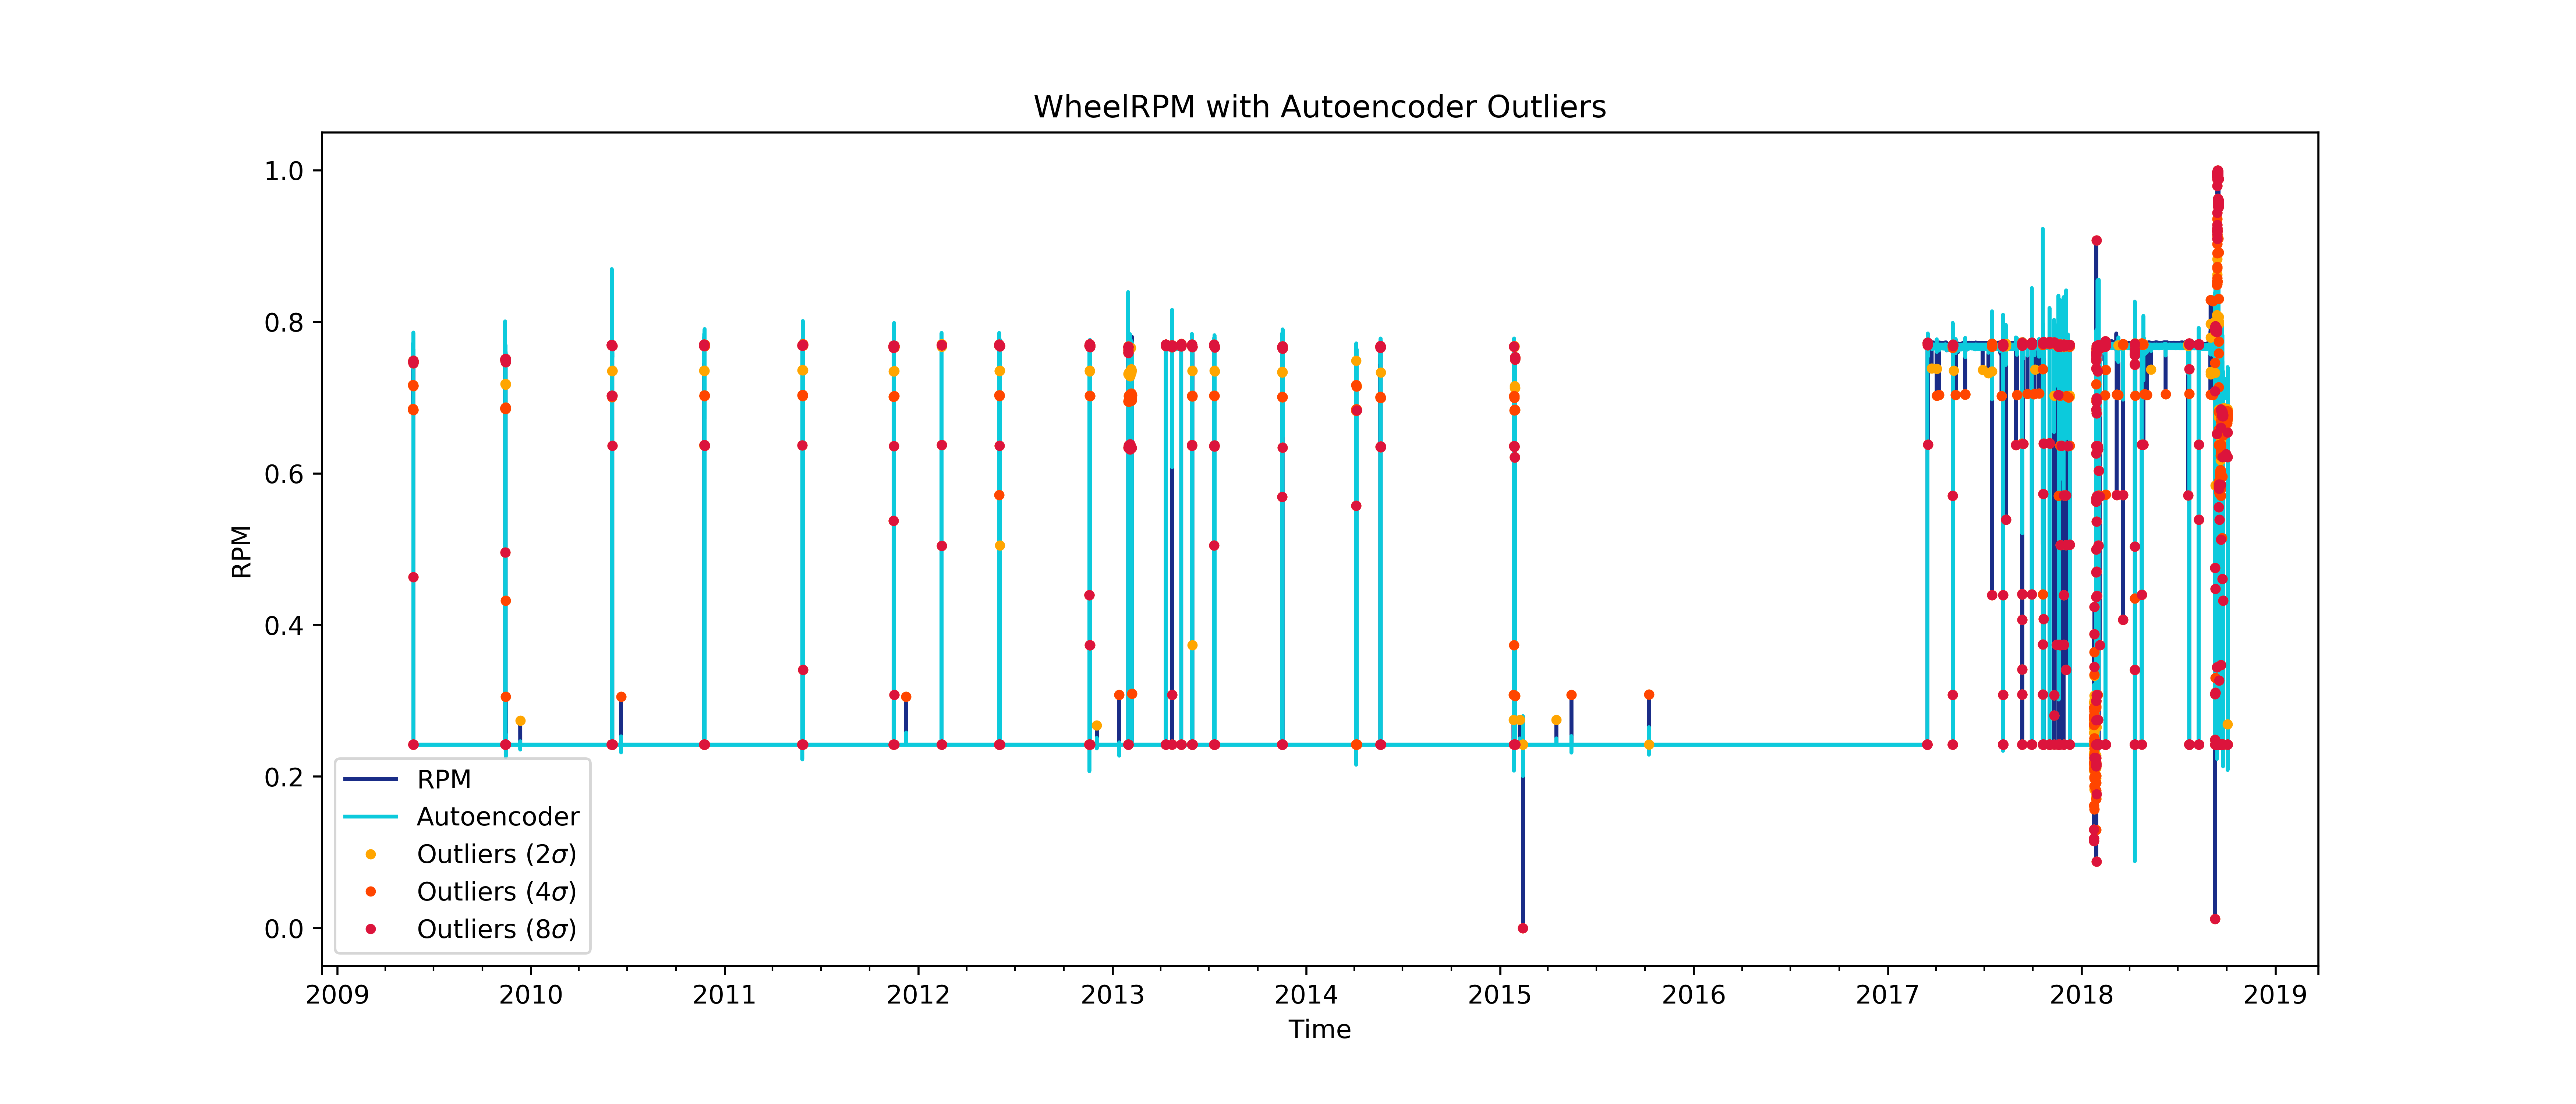 WheelRPM with Autoencoder Outliers
1.0
0.8
0.6
0.4
0.2
0.0
RPM
RPM
Autoencoder
Outliers (2σ)
Outliers (4σ)
Outliers (8σ)
2009 2010 2011 2012 2013 2014 2015 2016 2017 2018 2019
Time